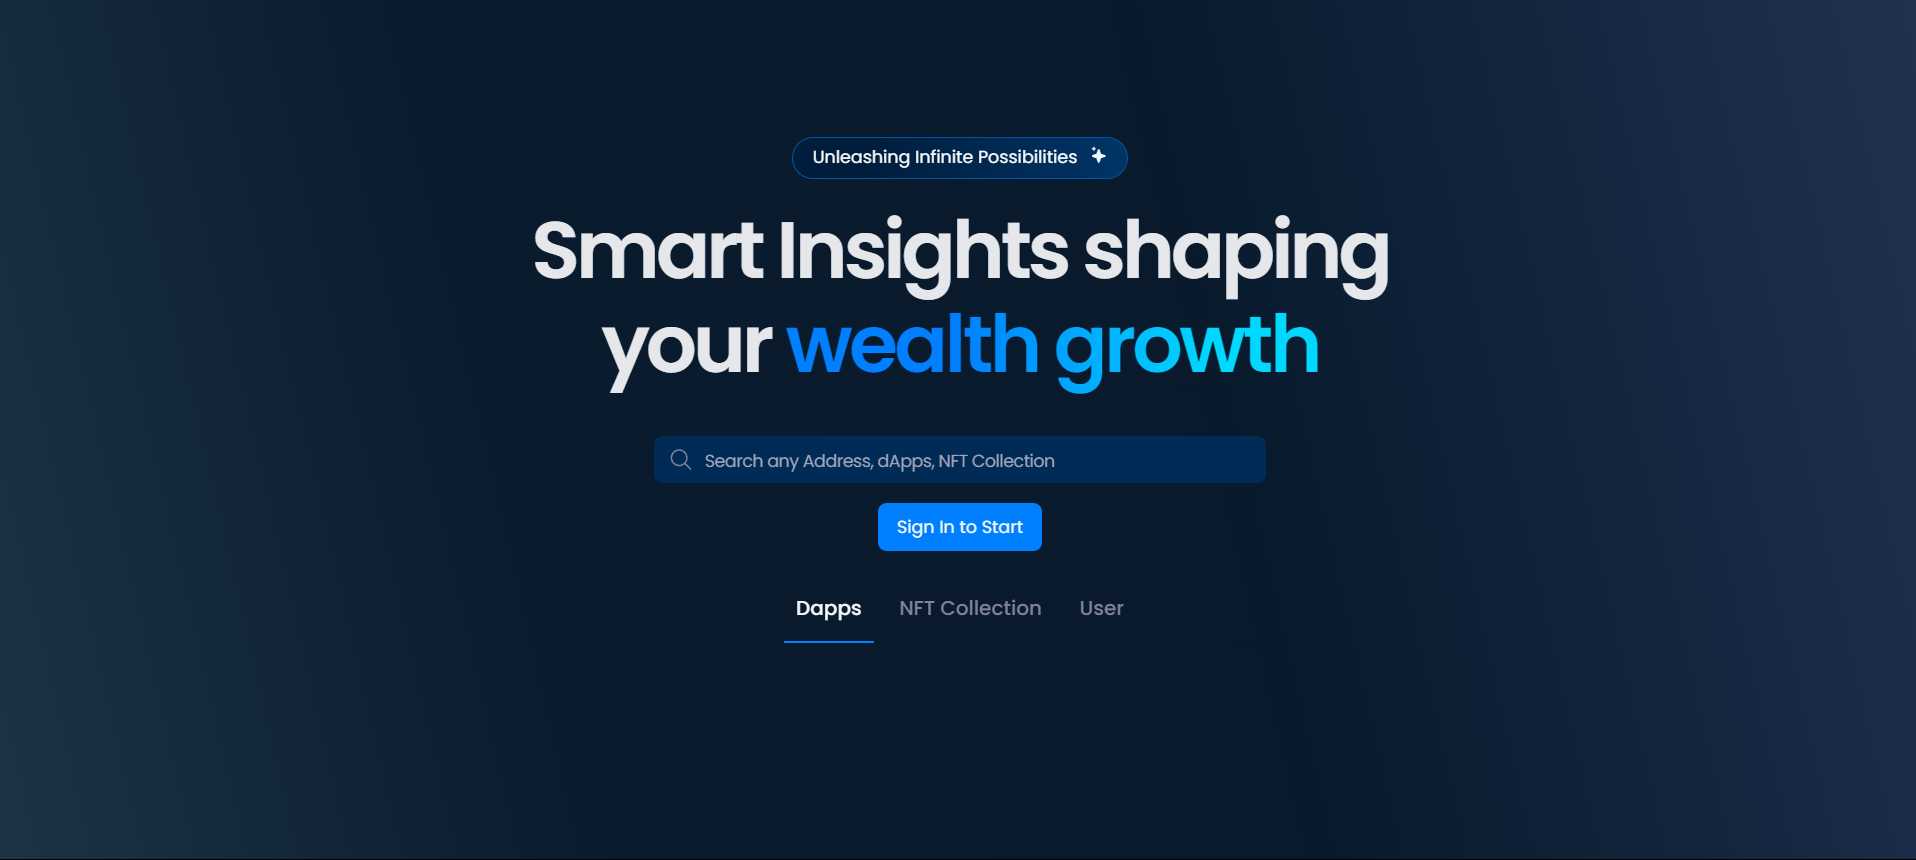 Unleashing Infinite Possibilities
Smart Insights shaping
your wealth growth
Search any Address, dApps, NFT Collection
Sign In to Start
Dapps NFT Collection User